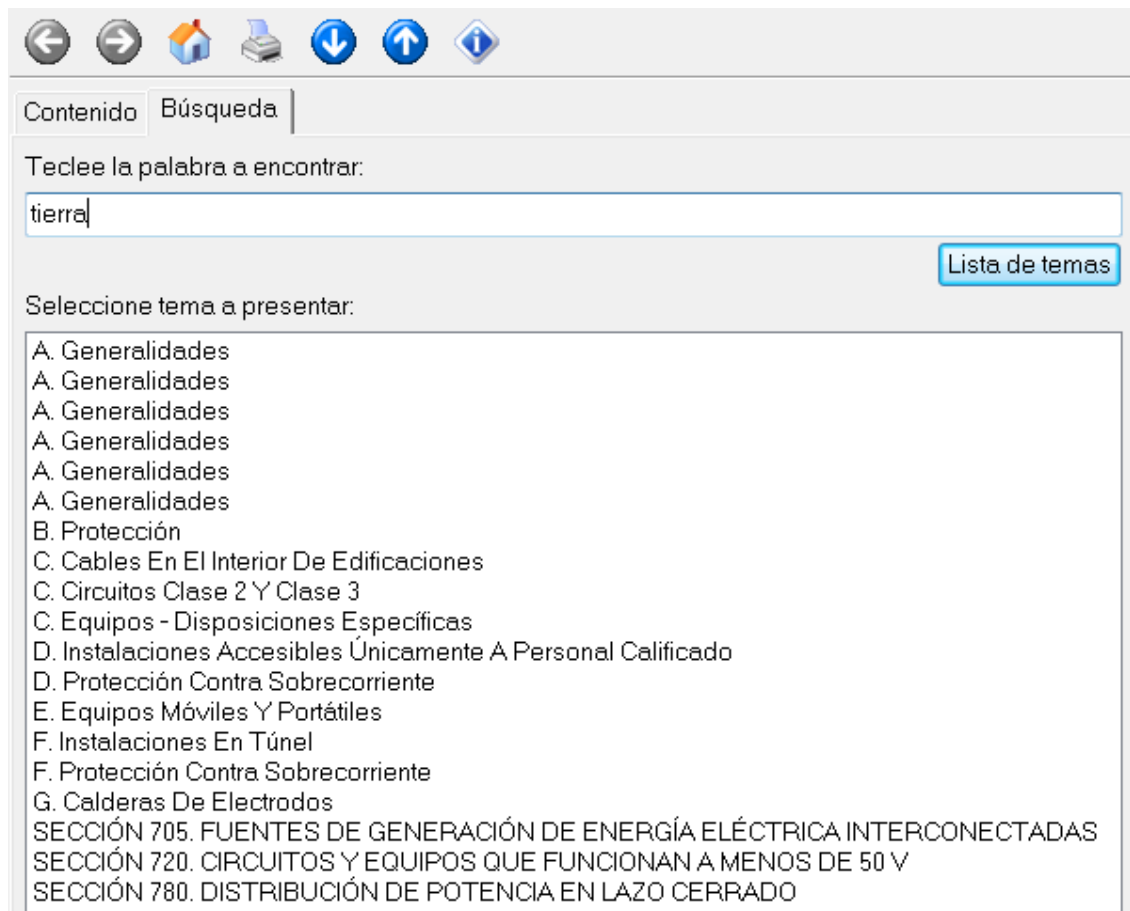 Contenido Búsqueda
Teclee la palabra a encontrar:
tierra
Lista de temas
Seleccione tema a presentar:
A. Generalidades
A. Generalidades
A. Generalidades
A. Generalidades
A. Generalidades
A. Generalidades
B. Protección
C. Cables En El Interior De Edificaciones
C. Circuitos Clase 2 Y Clase 3
C. Equipos - Disposiciones Específicas
D. Instalaciones Accesibles Únicamente A Personal Calificado
D. Protección Contra Sobrecorriente
E. Equipos Móviles Y Portátiles
F. Instalaciones En Túnel
F. Protección Contra Sobrecorriente
G. Calderas De Electrodos
SECCIÓN 705. FUENTES DE GENERACIÓN DE ENERGÍA ELÉCTRICA INTERCONECTADAS
SECCIÓN 720. CIRCUITOS Y EQUIPOS QUE FUNCIONAN A MENOS DE 50 V
SECCIÓN 780. DISTRIBUCIÓN DE POTENCIA EN LAZO CERRADO